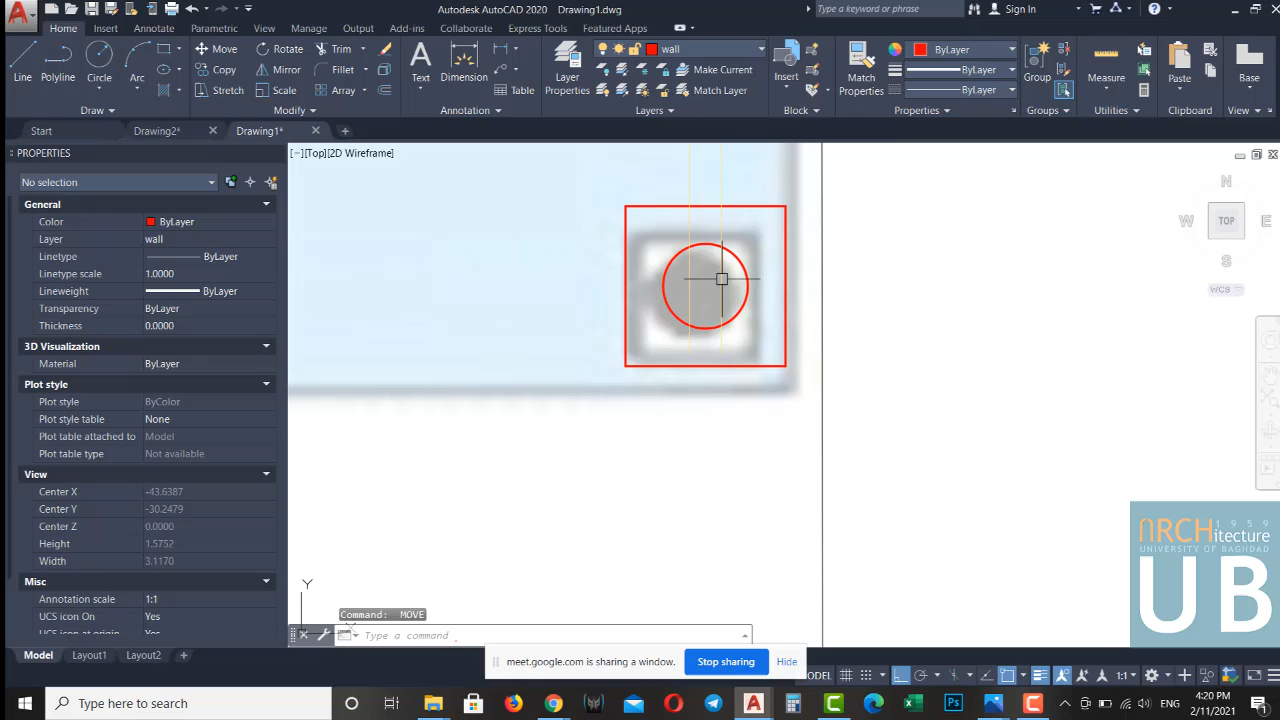 Autodesk AutoCAD 2020 Drawing1.dwg
Type a keyword or phrase
Sign In
Home Insert Annotate Parametric View Manage Output Add-ins Collaborate Express Tools Featured Apps
Line Polyline Circle Arc
Move Rotate Trim
Copy Mirror Fillet
Stretch Scale Array
Text Dimension Table
Layer Properties
wall
Make Current
Match Layer
Insert
Match Properties
ByLayer
ByLayer
ByLayer
Group Measure Paste Base
Draw Modify Annotation Layers Block Properties Groups Utilities Clipboard View
Start Drawing2* Drawing1*
PROPERTIES
[−][Top][2D Wireframe]
No selection
General
Color ByLayer
Layer wall
Linetype ByLayer
Linetype scale 1.0000
Lineweight ByLayer
Transparency ByLayer
Thickness 0.0000
3D Visualization
Material ByLayer
Plot style
Plot style ByColor
Plot style table None
Plot table attached to Model
Plot table type Not available
View
Center X -43.6387
Center Y -30.2479
Center Z 0.0000
Height 1.5752
Width 3.1170
Misc
Annotation scale 1:1
UCS icon On Yes
UCS icon at origin Yes
N
W TOP E
S
WCS
Y
Command: MOVE
Type a command
1959
ARCHitecture
UNIVERSITY OF BAGHDAD
UB
Model Layout1 Layout2
meet.google.com is sharing a window. Stop sharing Hide
MODEL
1:1
Type here to search
ENG
4:20 PM
2/11/2021